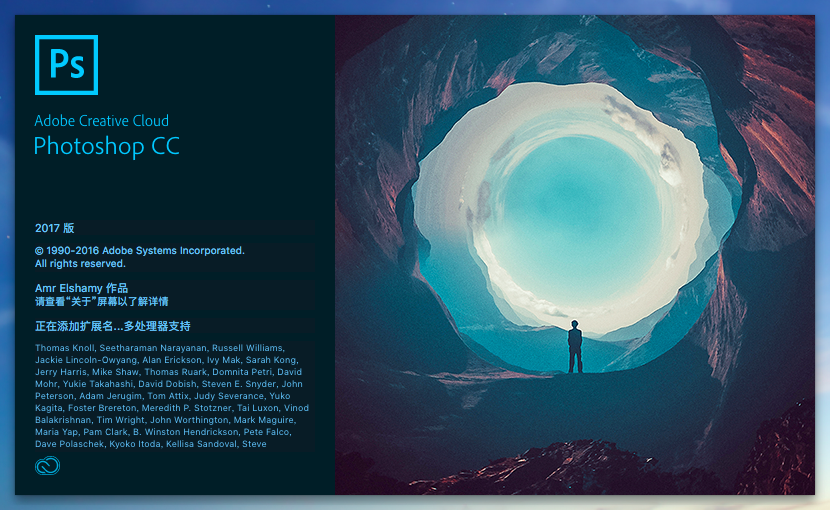 Ps
Adobe Creative Cloud
Photoshop CC
2017 版
© 1990-2016 Adobe Systems Incorporated.
All rights reserved.
Amr Elshamy 作品
请查看“关于”屏幕以了解详情
正在添加扩展名...多处理器支持
Thomas Knoll, Seetharaman Narayanan, Russell Williams,
Jackie Lincoln-Owyang, Alan Erickson, Ivy Mak, Sarah Kong,
Jerry Harris, Mike Shaw, Thomas Ruark, Domnita Petri, David
Mohr, Yukie Takahashi, David Dobish, Steven E. Snyder, John
Peterson, Adam Jerugim, Tom Attix, Judy Severance, Yuko
Kagita, Foster Brereton, Meredith P. Stotzner, Tai Luxon, Vinod
Balakrishnan, Tim Wright, John Worthington, Mark Maguire,
Maria Yap, Pam Clark, B. Winston Hendrickson, Pete Falco,
Dave Polaschek, Kyoko Itoda, Kellisa Sandoval, Steve